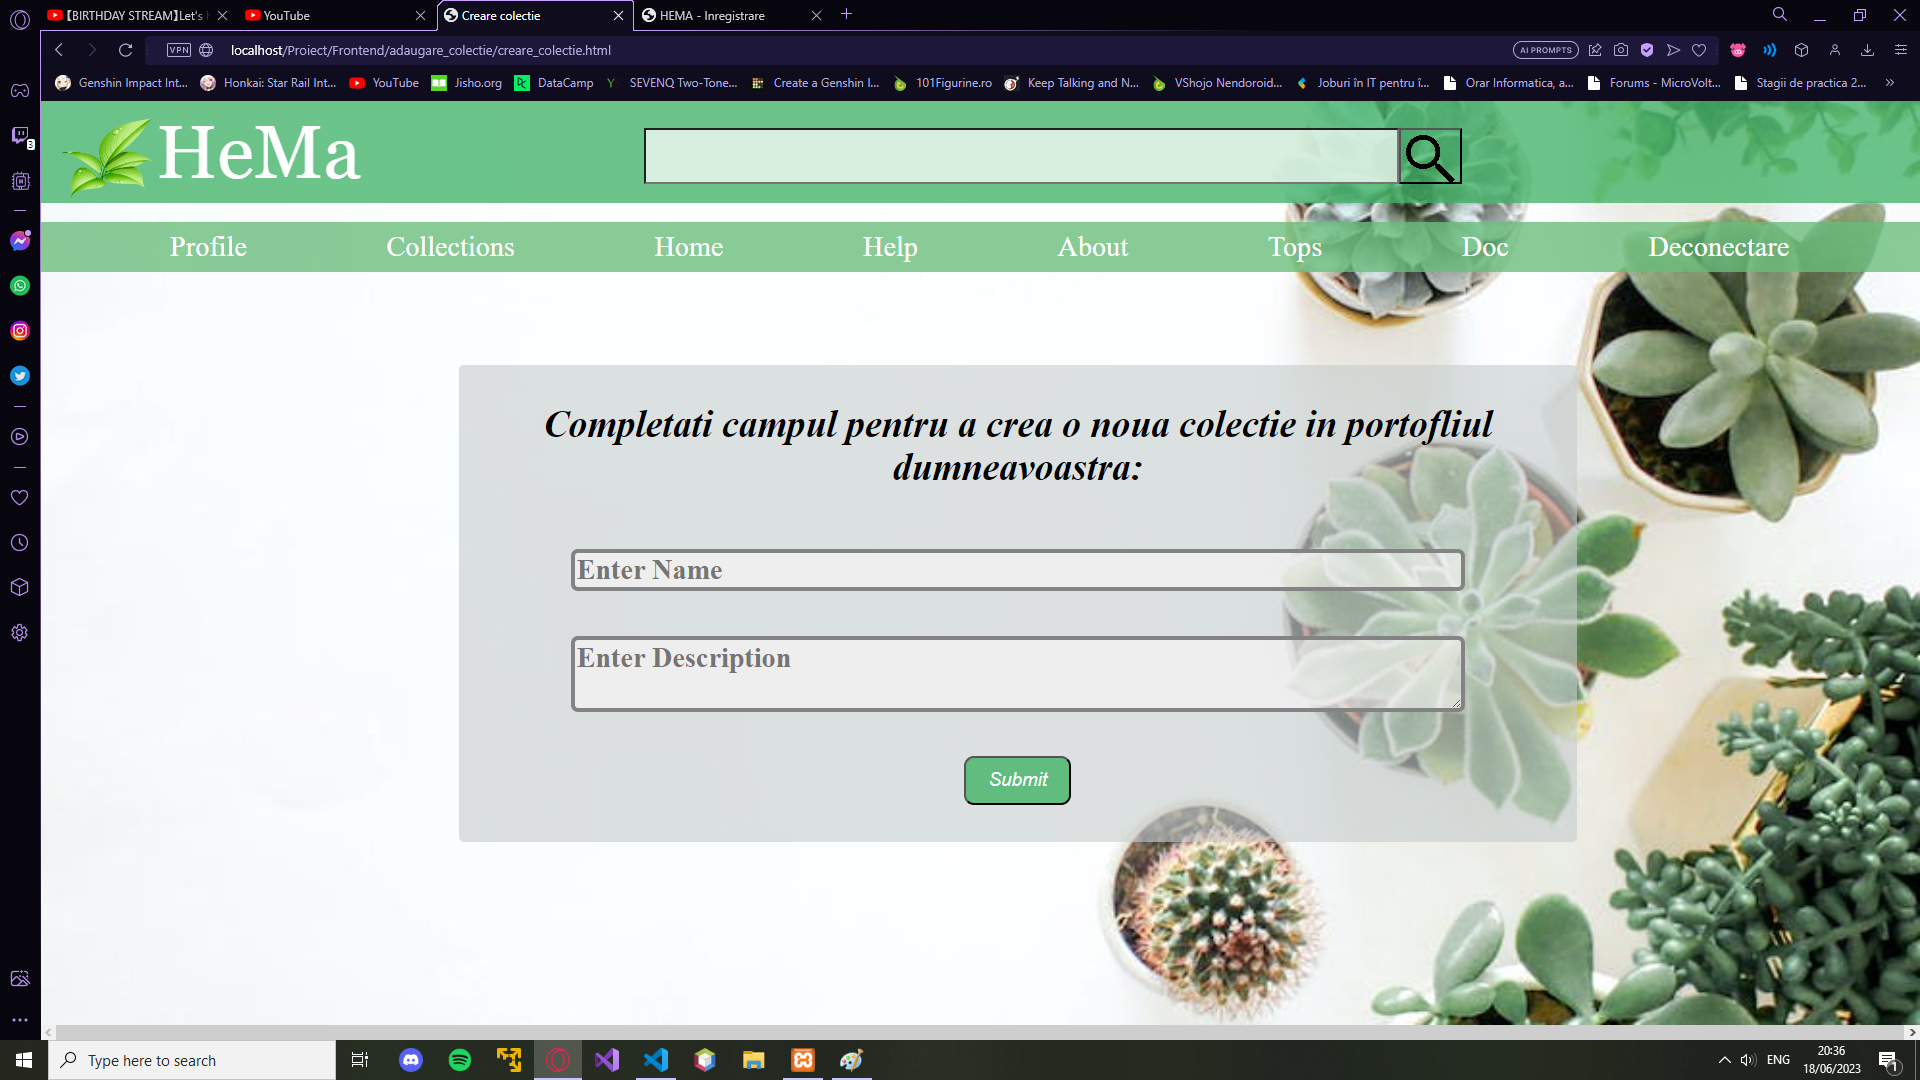 【BIRTHDAY STREAM】Let's
YouTube
Creare colectie
HEMA - Inregistrare
VPN
localhost/Proiect/Frontend/adaugare_colectie/creare_colectie.html
AI PROMPTS
Genshin Impact Int...
Honkai: Star Rail Int...
YouTube
Jisho.org
DataCamp
SEVENQ Two-Tone...
Create a Genshin I...
101Figurine.ro
Keep Talking and N...
VShojo Nendoroid...
Joburi în IT pentru î...
Orar Informatica, a...
Forums - MicroVolt...
Stagii de practica 2...
3
HeMa
Profile
Collections
Home
Help
About
Tops
Doc
Deconectare
Completati campul pentru a crea o noua colectie in portofliul
dumneavoastra:
Enter Name
Enter Description
Submit
Type here to search
ENG
20:36
18/06/2023
1